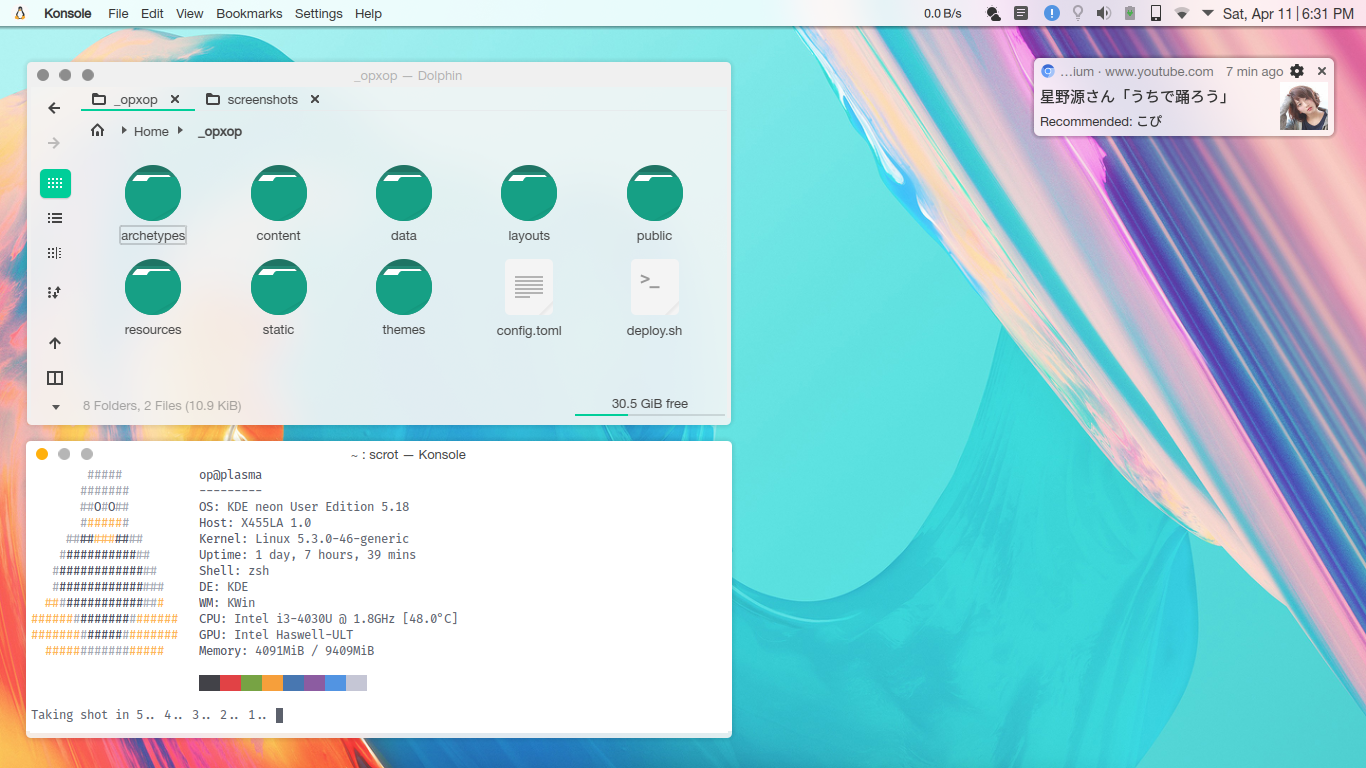 Konsole File Edit View Bookmarks Settings Help 0.0 B/s Sat, Apr 11 | 6:31 PM
_opxop — Dolphin
_opxop screenshots
Home _opxop
archetypes content data layouts public
resources static themes config.toml deploy.sh
8 Folders, 2 Files (10.9 KiB) 30.5 GiB free
…ium · www.youtube.com 7 min ago
星野源さん「うちで踊ろう」
Recommended: こぴ
~ : scrot — Konsole
##### op@plasma
####### ---------
##O#O## OS: KDE neon User Edition 5.18
####### Host: X455LA 1.0
########### Kernel: Linux 5.3.0-46-generic
############# Uptime: 1 day, 7 hours, 39 mins
############### Shell: zsh
################ DE: KDE
################# WM: KWin
##################### CPU: Intel i3-4030U @ 1.8GHz [48.0°C]
##################### GPU: Intel Haswell-ULT
################# Memory: 4091MiB / 9409MiB
Taking shot in 5.. 4.. 3.. 2.. 1..